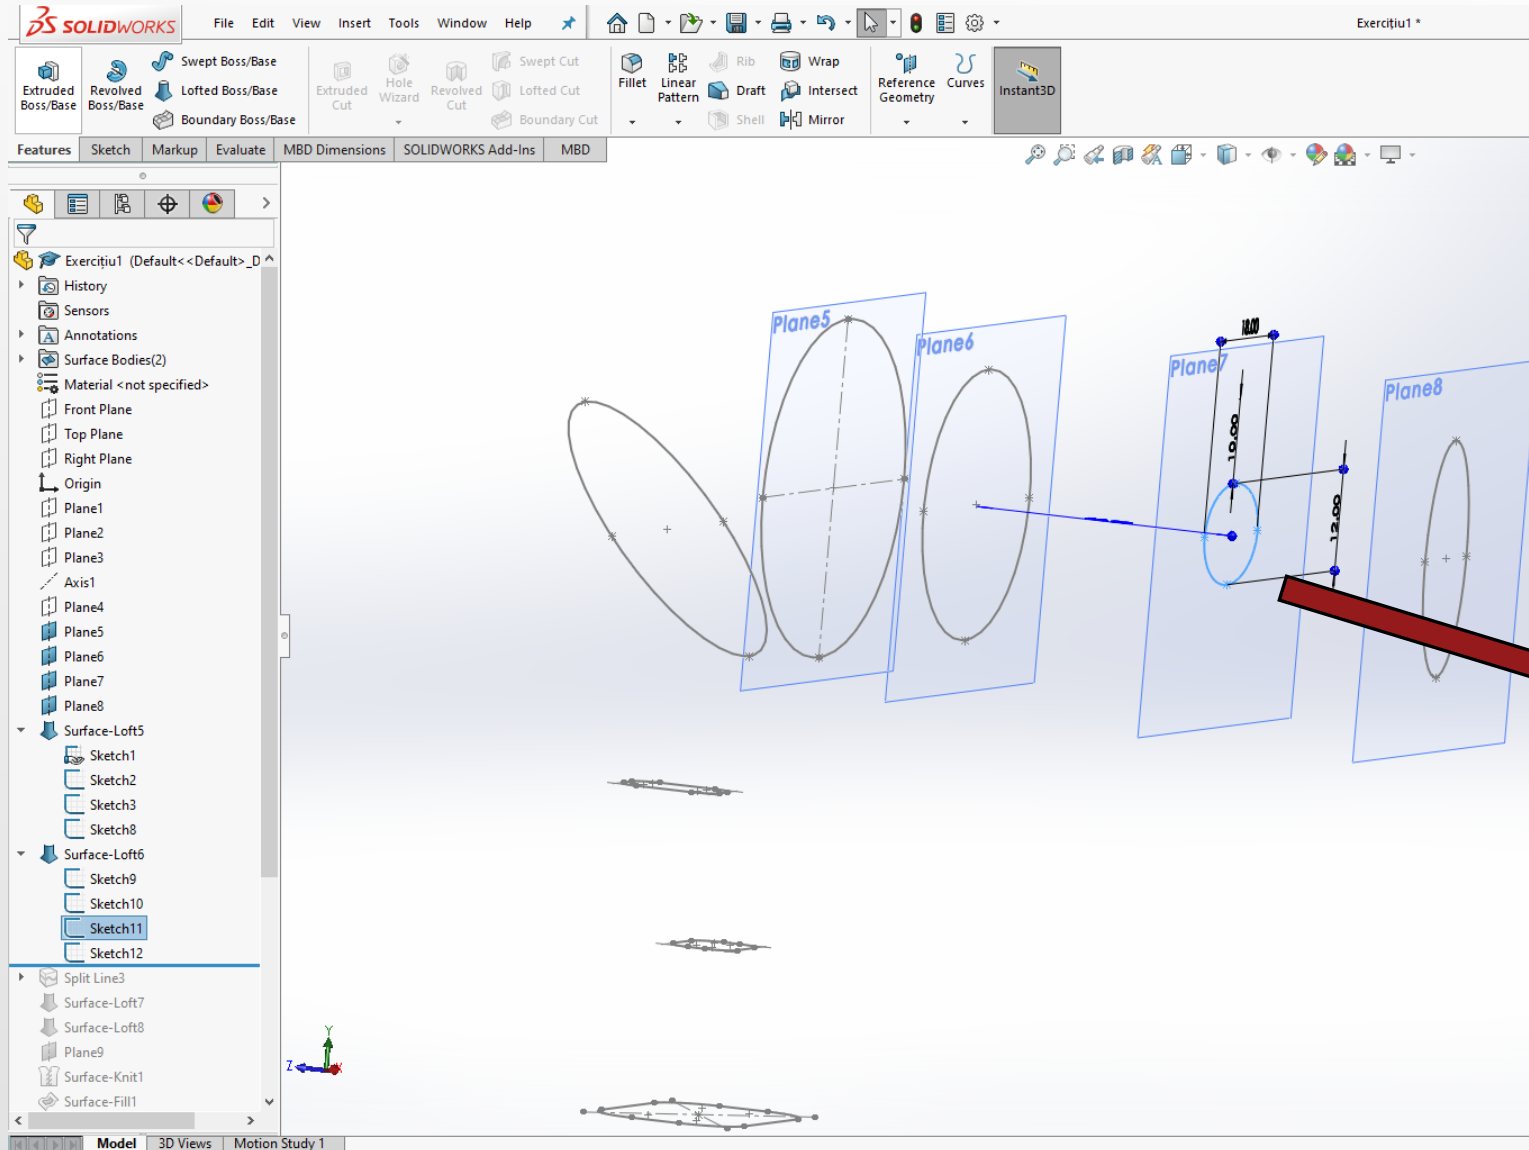 SOLIDWORKS
File Edit View Insert Tools Window Help
Exercițiu1 *
Extruded Boss/Base
Revolved Boss/Base
Swept Boss/Base
Lofted Boss/Base
Boundary Boss/Base
Extruded Cut
Hole Wizard
Revolved Cut
Swept Cut
Lofted Cut
Boundary Cut
Fillet
Linear Pattern
Rib
Draft
Shell
Wrap
Intersect
Mirror
Reference Geometry
Curves
Instant3D
Features Sketch Markup Evaluate MBD Dimensions SOLIDWORKS Add-Ins MBD
Exercițiu1 (Default<<Default>_D
History
Sensors
Annotations
Surface Bodies(2)
Material <not specified>
Front Plane
Top Plane
Right Plane
Origin
Plane1
Plane2
Plane3
Axis1
Plane4
Plane5
Plane6
Plane7
Plane8
Surface-Loft5
Sketch1
Sketch2
Sketch3
Sketch8
Surface-Loft6
Sketch9
Sketch10
Sketch11
Sketch12
Split Line3
Surface-Loft7
Surface-Loft8
Plane9
Surface-Knit1
Surface-Fill1
Plane5
Plane6
Plane7
Plane8
12.00
Y
Z
Model 3D Views Motion Study 1